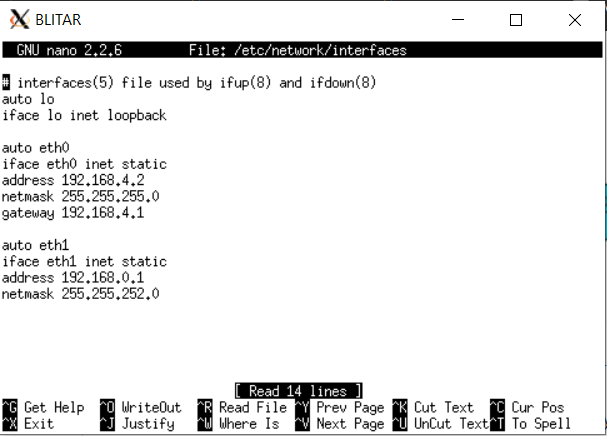 BLITAR
GNU nano 2.2.6 File: /etc/network/interfaces
# interfaces(5) file used by ifup(8) and ifdown(8)
auto lo
iface lo inet loopback
auto eth0
iface eth0 inet static
address 192.168.4.2
netmask 255.255.255.0
gateway 192.168.4.1
auto eth1
iface eth1 inet static
address 192.168.0.1
netmask 255.255.252.0
[ Read 14 lines ]
^G Get Help ^O WriteOut ^R Read File ^Y Prev Page ^K Cut Text ^C Cur Pos
^X Exit ^J Justify ^W Where Is ^V Next Page ^U UnCut Text ^T To Spell